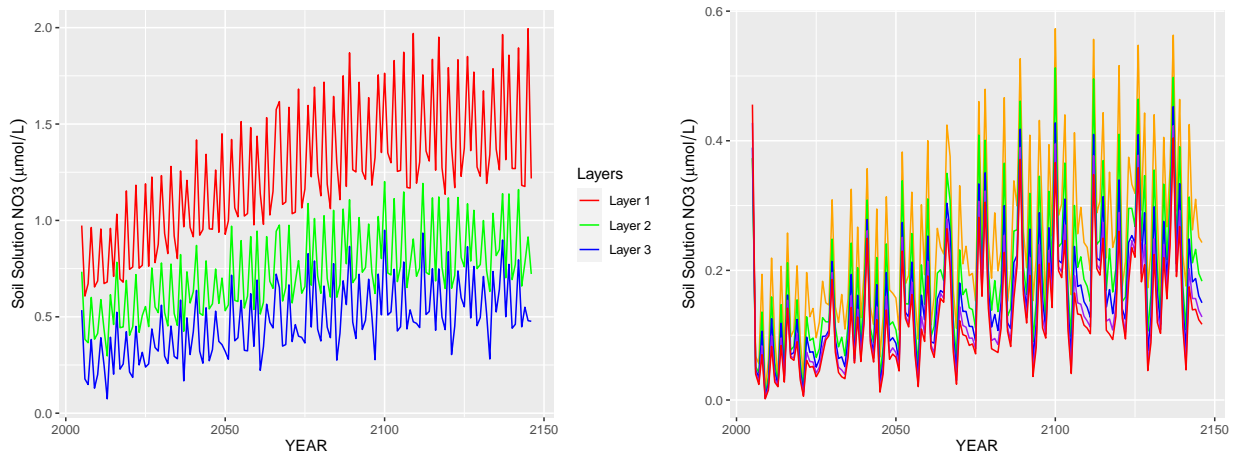 2.0
1.5
1.0
0.5
0.0
2000
2050
2100
2150
YEAR
Soil Solution NO3 (µmol/L)
Layers
Layer 1
Layer 2
Layer 3
0.6
0.4
0.2
0.0
2000
2050
2100
2150
YEAR
Soil Solution NO3 (µmol/L)